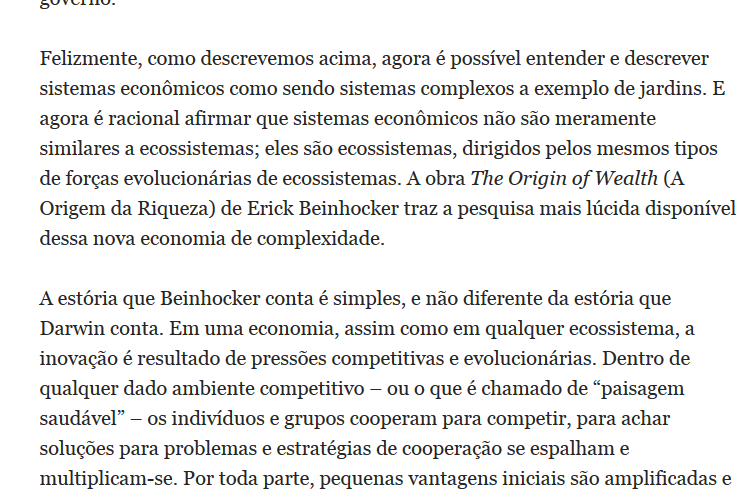 governo.
Felizmente, como descrevemos acima, agora é possível entender e descrever
sistemas econômicos como sendo sistemas complexos a exemplo de jardins. E
agora é racional afirmar que sistemas econômicos não são meramente
similares a ecossistemas; eles são ecossistemas, dirigidos pelos mesmos tipos
de forças evolucionárias de ecossistemas. A obra The Origin of Wealth (A
Origem da Riqueza) de Erick Beinhocker traz a pesquisa mais lúcida disponível
dessa nova economia de complexidade.
A estória que Beinhocker conta é simples, e não diferente da estória que
Darwin conta. Em uma economia, assim como em qualquer ecossistema, a
inovação é resultado de pressões competitivas e evolucionárias. Dentro de
qualquer dado ambiente competitivo – ou o que é chamado de “paisagem
saudável” – os indivíduos e grupos cooperam para competir, para achar
soluções para problemas e estratégias de cooperação se espalham e
multiplicam-se. Por toda parte, pequenas vantagens iniciais são amplificadas e